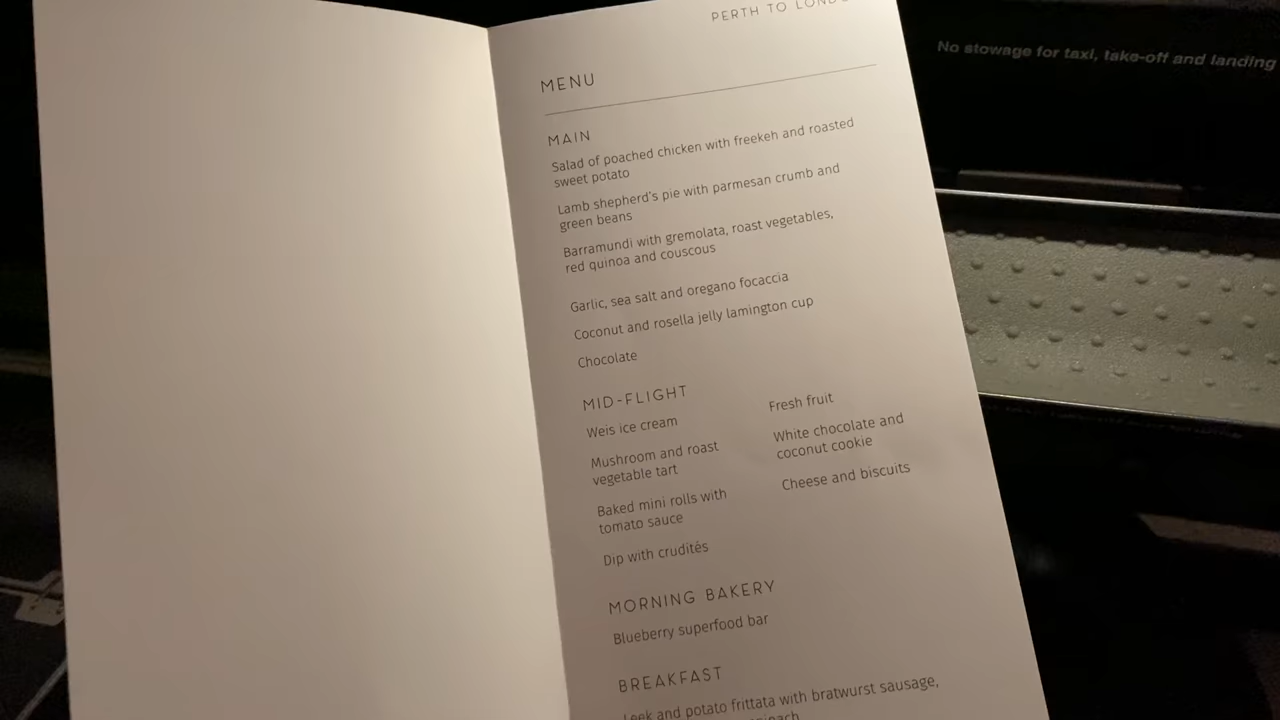 PERTH TO
No stowage for taxi, take-off and landing
MENU
MAIN
Salad of poached chicken with freekeh and roasted
sweet potato
Lamb shepherd's pie with parmesan crumb and
green beans
Barramundi with gremolata, roast vegetables,
red quinoa and couscous
Garlic, sea salt and oregano focaccia
Coconut and rosella jelly lamington cup
Chocolate
MID-FLIGHT
Weis ice cream
Mushroom and roast
vegetable tart
Baked mini rolls with
tomato sauce
Dip with crudités
Fresh fruit
White chocolate and
coconut cookie
Cheese and biscuits
MORNING BAKERY
Blueberry superfood bar
BREAKFAST
Leek and potato frittata with bratwurst sausage,